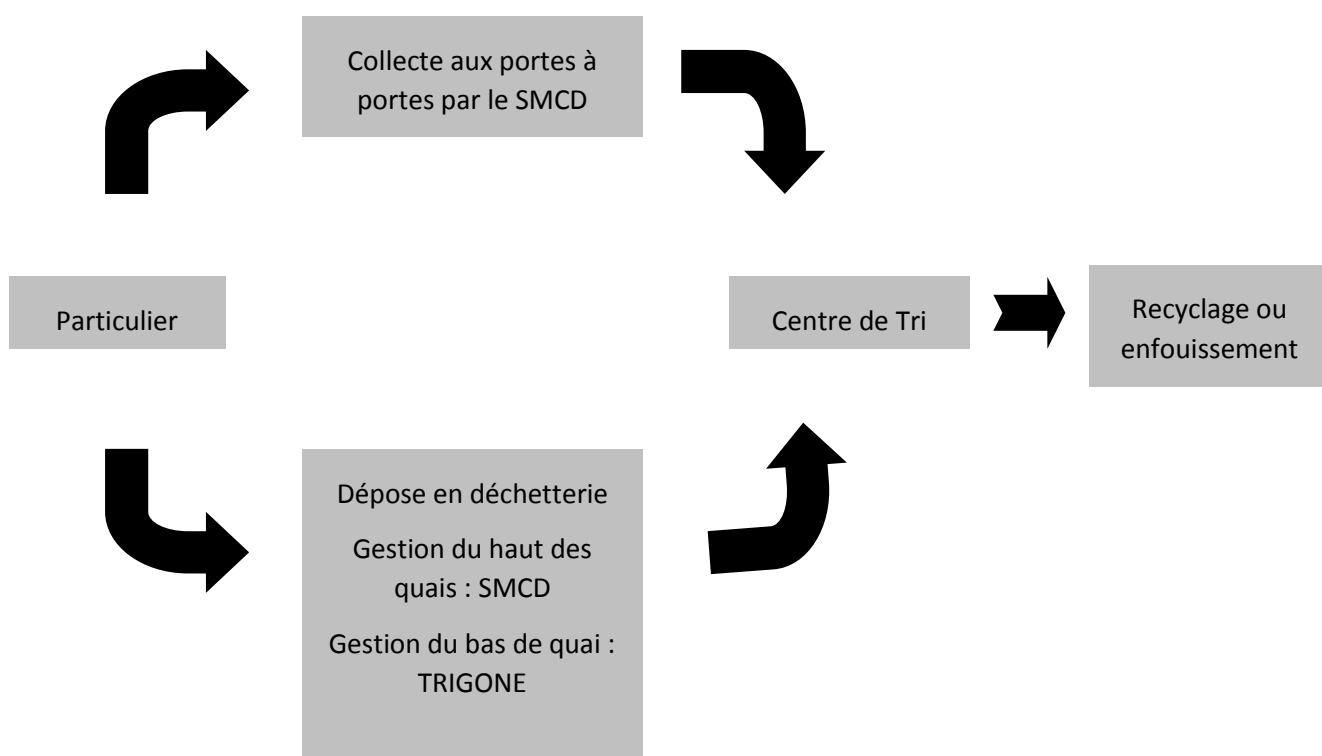 Collecte aux portes à
portes par le SMCD
Particulier
Centre de Tri
Recyclage ou
enfouissement
Dépose en déchetterie
Gestion du haut des
quais : SMCD
Gestion du bas de quai :
TRIGONE